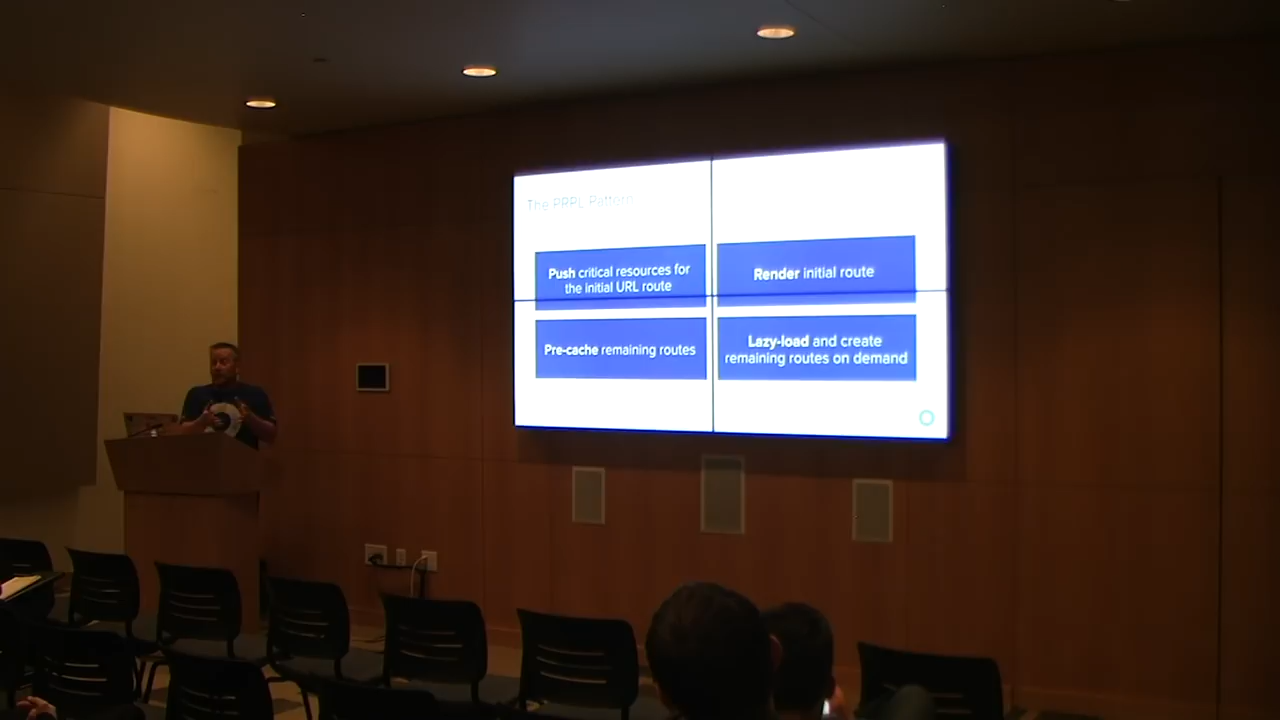 The PRPL Pattern
Push critical resources for
the initial URL route
Render initial route
Pre-cache remaining routes
Lazy-load and create
remaining routes on demand